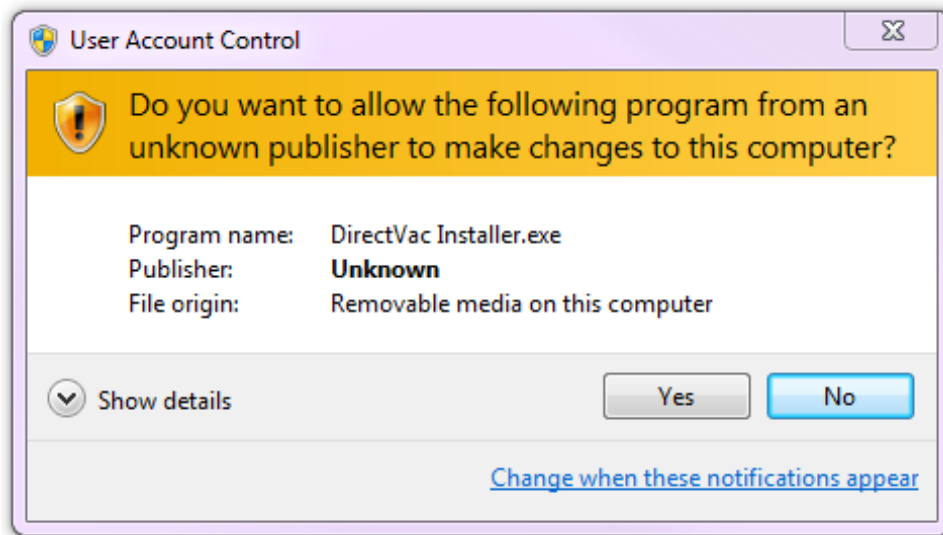 User Account Control
Do you want to allow the following program from an
unknown publisher to make changes to this computer?
Program name: DirectVac Installer.exe
Publisher: Unknown
File origin: Removable media on this computer
Show details Yes No
Change when these notifications appear